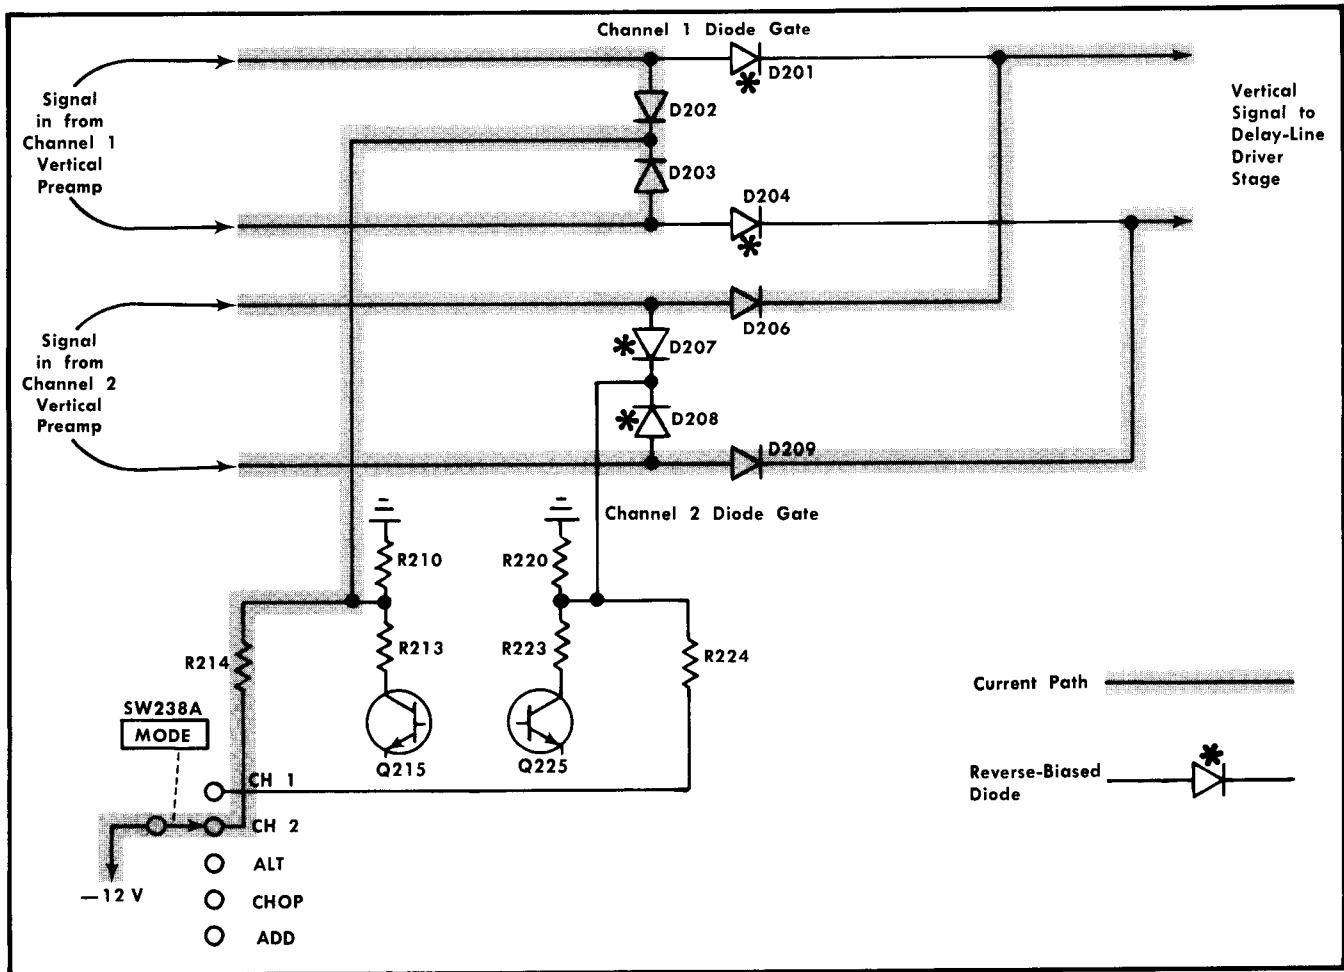 Channel 1 Diode Gate
D201
Signal
in from
Channel 1
Vertical
Preamp
D202
D203
D204
Vertical
Signal to
Delay-Line
Driver
Stage
D206
Signal
in from
Channel 2
Vertical
Preamp
D207
D208
D209
Channel 2 Diode Gate
R210
R220
R214
R213
R223
R224
SW238A
MODE
Q215
Q225
CH 1
CH 2
ALT
CHOP
ADD
—12 V
Current Path
Reverse-Biased
Diode